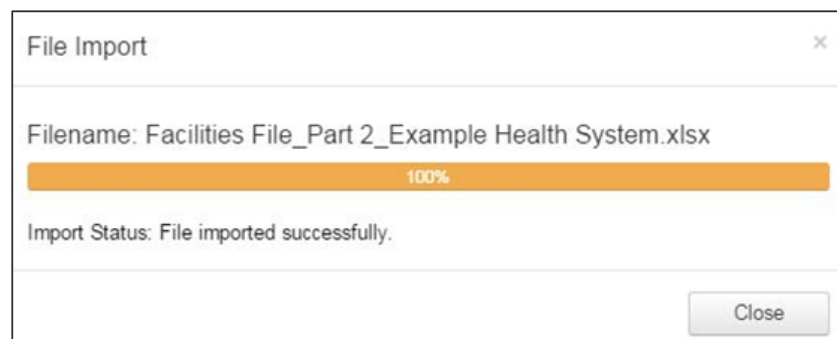 File Import ×
Filename: Facilities File_Part 2_Example Health System.xlsx
100%
Import Status: File imported successfully.
Close